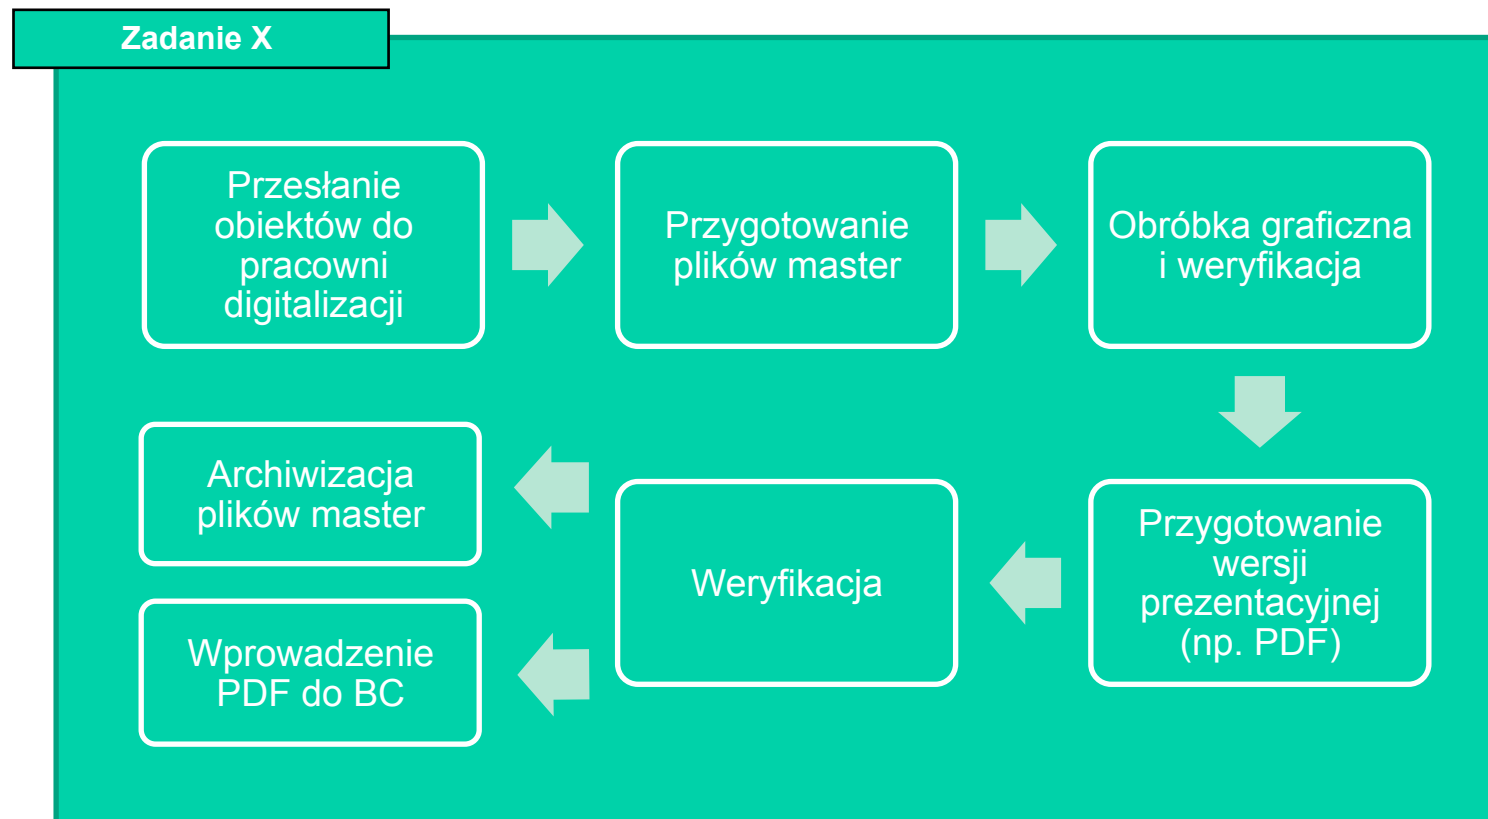 Zadanie X
Przesłanie
obiektów do
pracowni
digitalizacji
Przygotowanie
plików master
Obróbka graficzna
i weryfikacja
Przygotowanie
wersji
prezentacyjnej
(np. PDF)
Weryfikacja
Archiwizacja
plików master
Wprowadzenie
PDF do BC